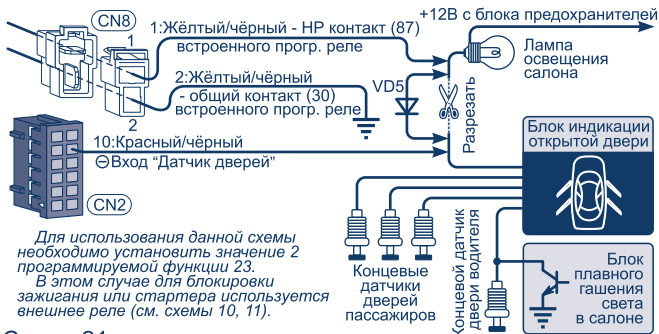 CN8
1
1:Жёлтый/чёрный - НР контакт (87)
встроенного прогр. реле
+12В с блока предохранителей
Лампа
освещения
салона
2:Жёлтый/чёрный
- общий контакт (30)
встроенного прогр. реле
2
VD5
Разрезать
10:Красный/чёрный
⊖Вход "Датчик дверей"
CN2
Блок индикации
открытой двери
Для использования данной схемы
необходимо установить значение 2
программируемой функции 23.
В этом случае для блокировки
зажигания или стартера используется
внешнее реле (см. схемы 10, 11).
Концевые
датчики
дверей
пассажиров
Концевой датчик
двери водителя
Блок
плавного
гашения
света
в салоне